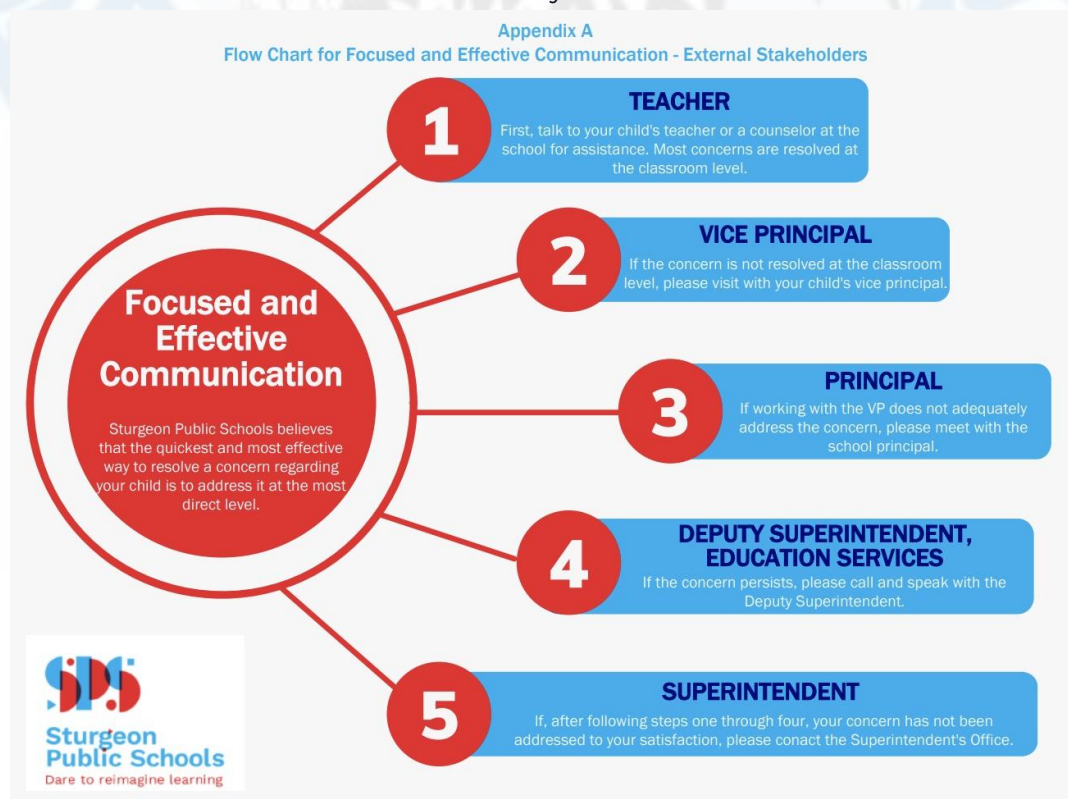 Appendix A
Flow Chart for Focused and Effective Communication - External Stakeholders
1
TEACHER
First, talk to your child's teacher or a counselor at the
school for assistance. Most concerns are resolved at
the classroom level.
2
VICE PRINCIPAL
If the concern is not resolved at the classroom
level, please visit with your child's vice principal.
Focused and
Effective
Communication
Sturgeon Public Schools believes
that the quickest and most effective
way to resolve a concern regarding
your child is to address it at the most
direct level.
3
PRINCIPAL
If working with the VP does not adequately
address the concern, please meet with the
school principal.
4
DEPUTY SUPERINTENDENT,
EDUCATION SERVICES
If the concern persists, please call and speak with the
Deputy Superintendent.
5
SUPERINTENDENT
If, after following steps one through four, your concern has not been
addressed to your satisfaction, please conact the Superintendent's Office.
SPS
Sturgeon
Public Schools
Dare to reimagine learning